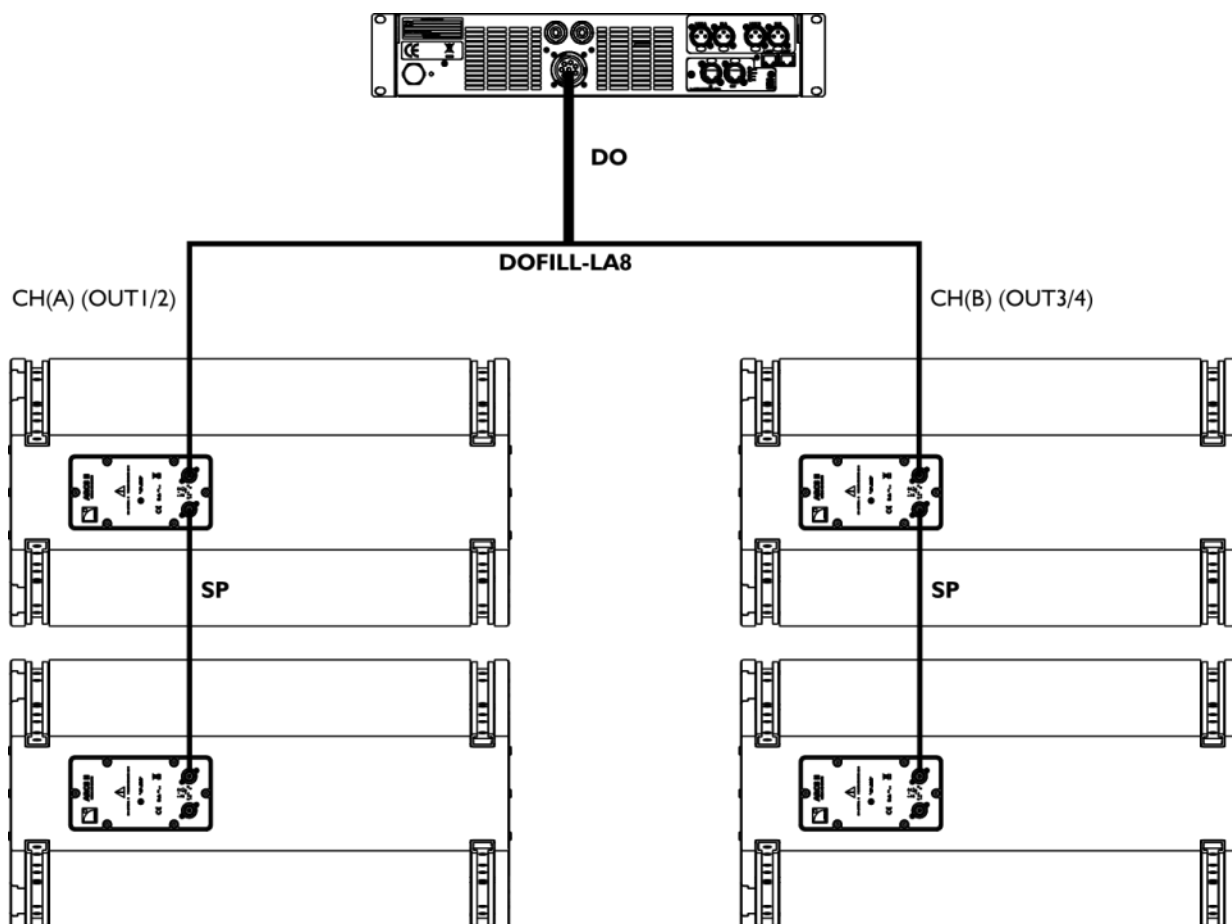 DO
DOFILL-LA8
CH(A) (OUT1/2)
CH(B) (OUT3/4)
SP
SP